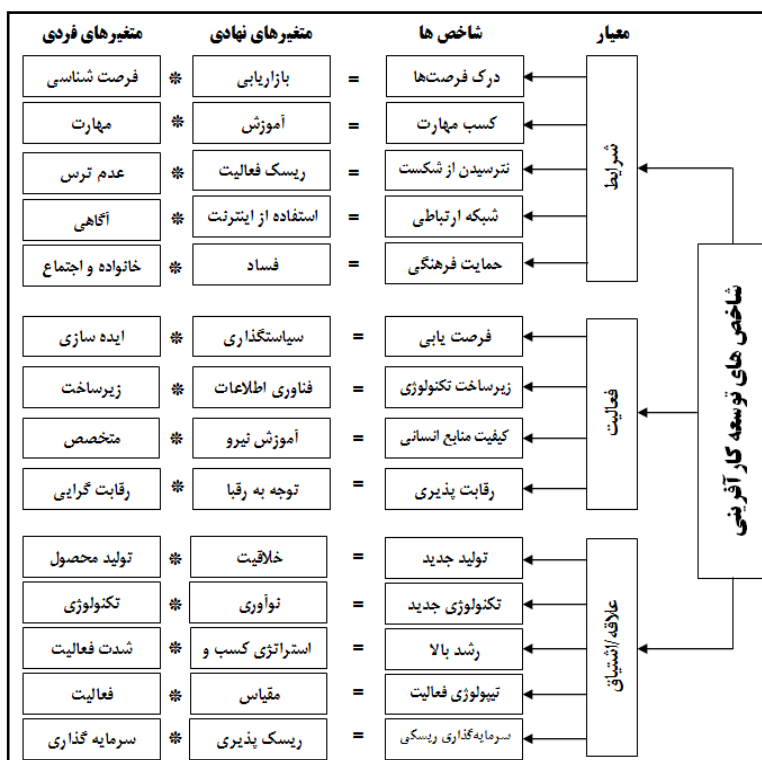 معیار شاخص ها متغیرهای نهادی متغیرهای فردی
شاخص های توسعه کارآفرینی
شرایط
درک فرصت‌ها = بازاریابی * فرصت شناسی
کسب مهارت = آموزش * مهارت
نترسیدن از شکست = ریسک فعالیت * عدم ترس
شبکه ارتباطی = استفاده از اینترنت * آگاهی
حمایت فرهنگی = فساد * خانواده و اجتماع
فعالیت
فرصت یابی = سیاستگذاری * ایده سازی
زیرساخت تکنولوژی = فناوری اطلاعات * زیرساخت
کیفیت منابع انسانی = آموزش نیرو * متخصص
رقابت پذیری = توجه به رقبا * رقابت گرایی
علاقه/اشتیاق
تولید جدید = خلاقیت * تولید محصول
تکنولوژی جدید = نوآوری * تکنولوژی
رشد بالا = استراتژی کسب و * شدت فعالیت
تیپولوژی فعالیت = مقیاس * فعالیت
سرمایه‌گذاری ریسکی = ریسک پذیری * سرمایه گذاری